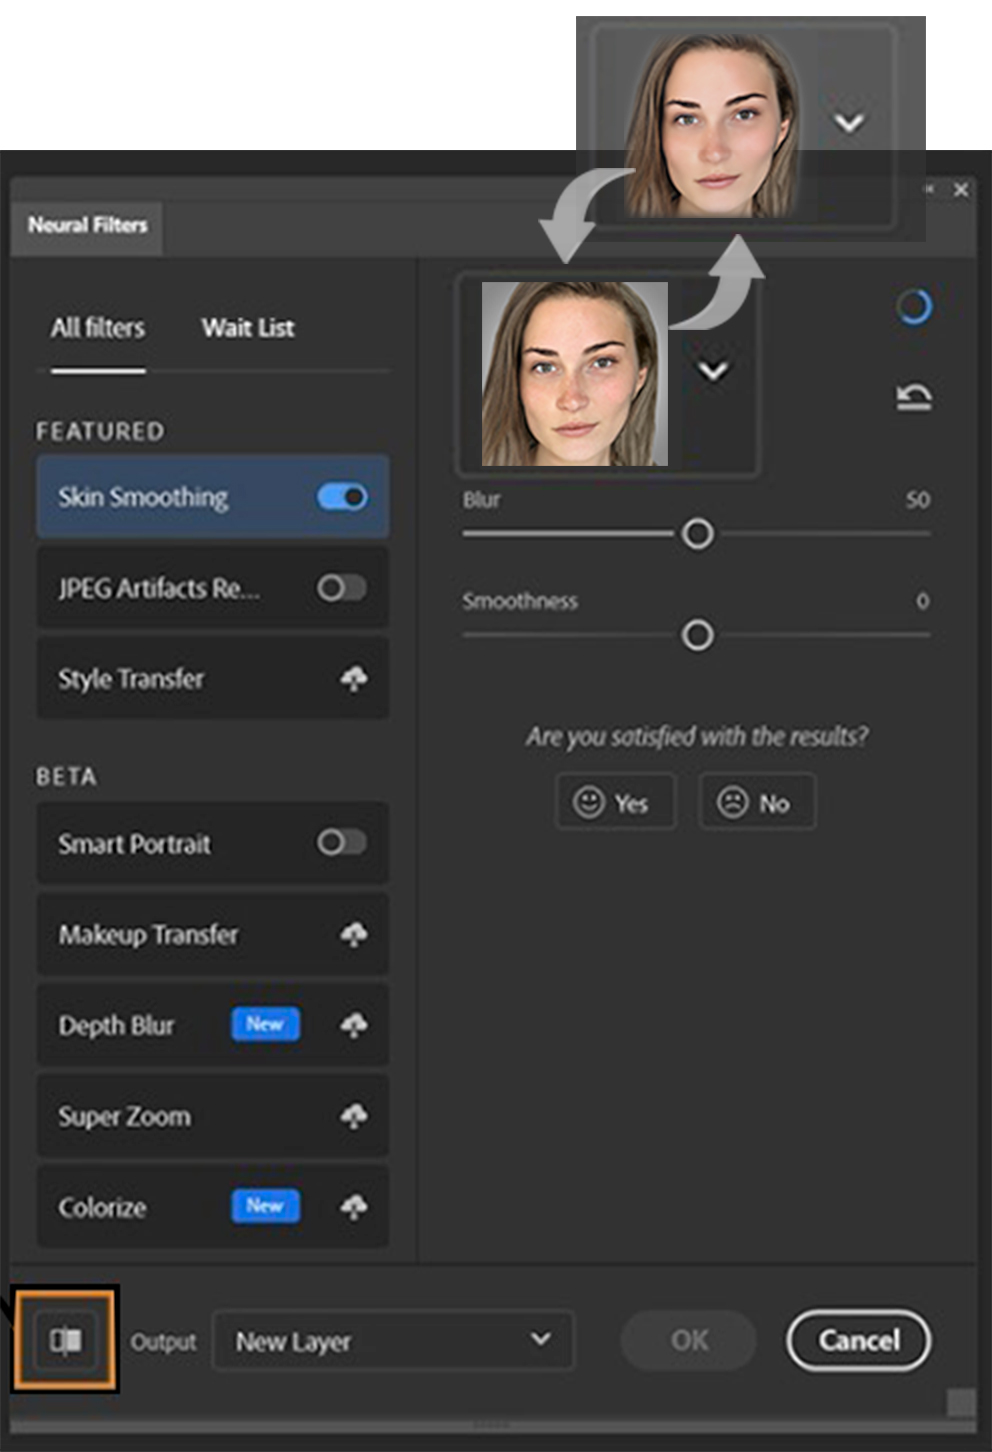 Neural Filters
All filters
Wait List
FEATURED
Skin Smoothing
JPEG Artifacts Re...
Style Transfer
BETA
Smart Portrait
Makeup Transfer
Depth Blur New
Super Zoom
Colorize New
Blur 50
Smoothness 0
Are you satisfied with the results?
Yes
No
Output
New Layer
OK
Cancel